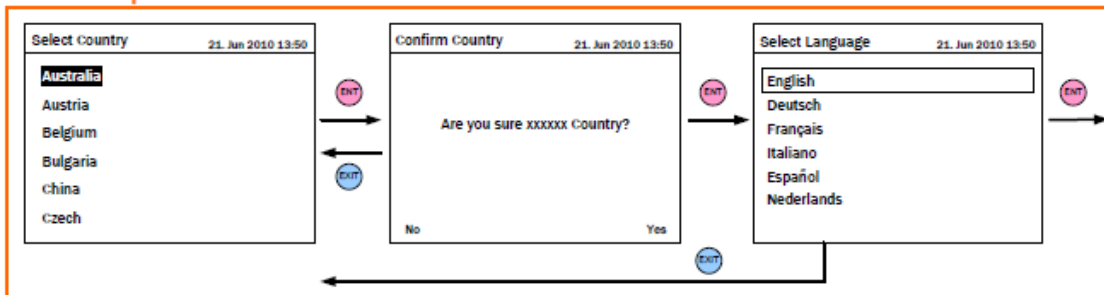 Select Country 21. Jun 2010 13:50
Australia
Austria
Belgium
Bulgaria
China
Czech
ENT
EXIT
Confirm Country 21. Jun 2010 13:50
Are you sure xxxxxx Country?
No Yes
ENT
EXIT
Select Language 21. Jun 2010 13:50
English
Deutsch
Français
Italiano
Español
Nederlands
ENT